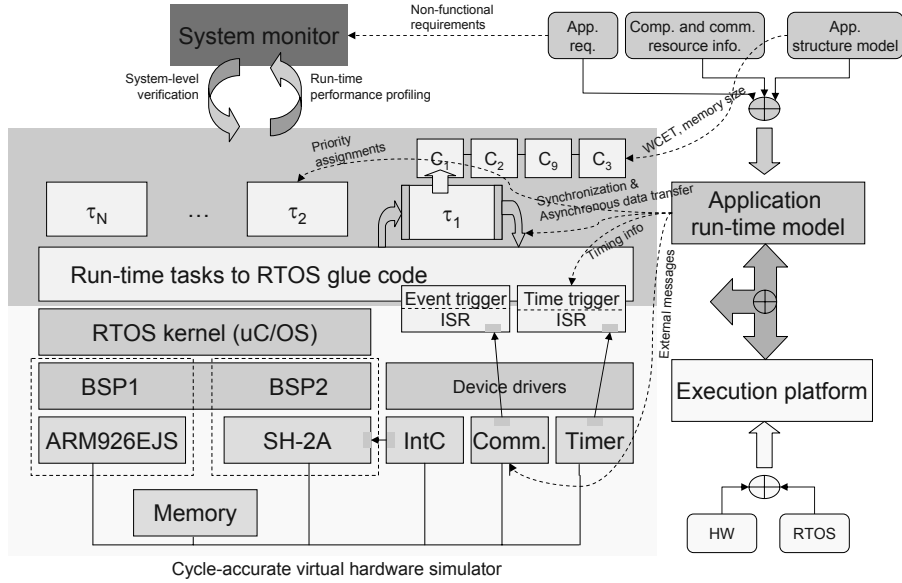 Non-functional
requirements
System monitor
App.
req.
Comp. and comm.
resource info.
App.
structure model
System-level
verification
Run-time
performance profiling
WCET, memory size
Priority
assignments
C1
C2
C9
C3
τN
...
τ2
τ1
Synchronization &
Asynchronous data transfer
Application
run-time model
Timing info
Run-time tasks to RTOS glue code
External messages
Event trigger
ISR
Time trigger
ISR
RTOS kernel (uC/OS)
BSP1
BSP2
Device drivers
Execution platform
ARM926EJS
SH-2A
IntC
Comm.
Timer
Memory
HW
RTOS
Cycle-accurate virtual hardware simulator